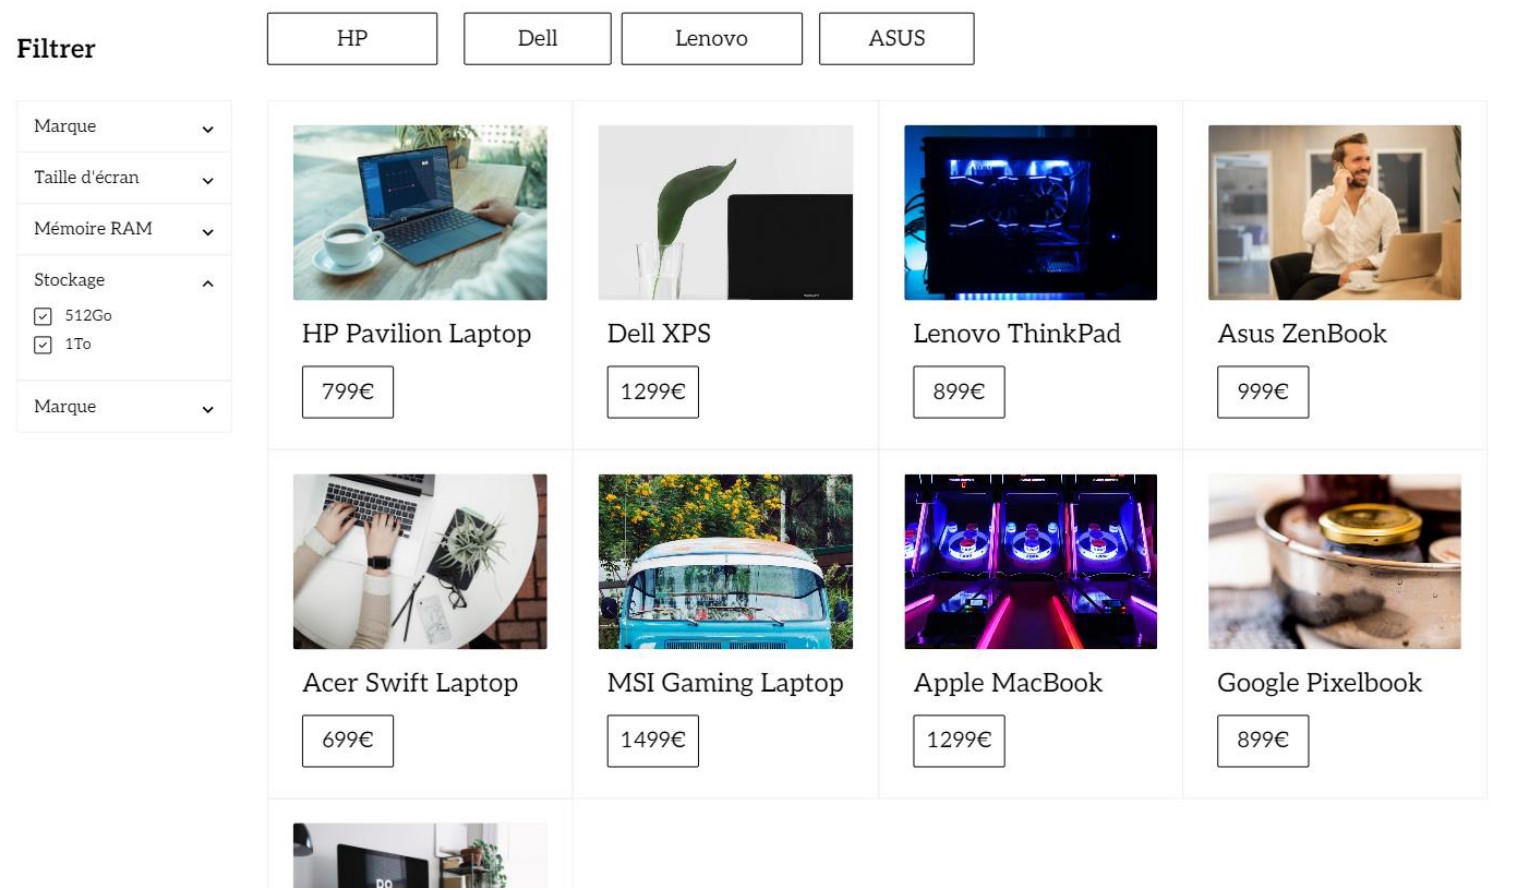 Filtrer
HP
Dell
Lenovo
ASUS
Marque
Taille d'écran
Mémoire RAM
Stockage
512Go
1To
Marque
HP Pavilion Laptop
799€
Dell XPS
1299€
Lenovo ThinkPad
899€
Asus ZenBook
999€
Acer Swift Laptop
699€
MSI Gaming Laptop
1499€
Apple MacBook
1299€
Google Pixelbook
899€